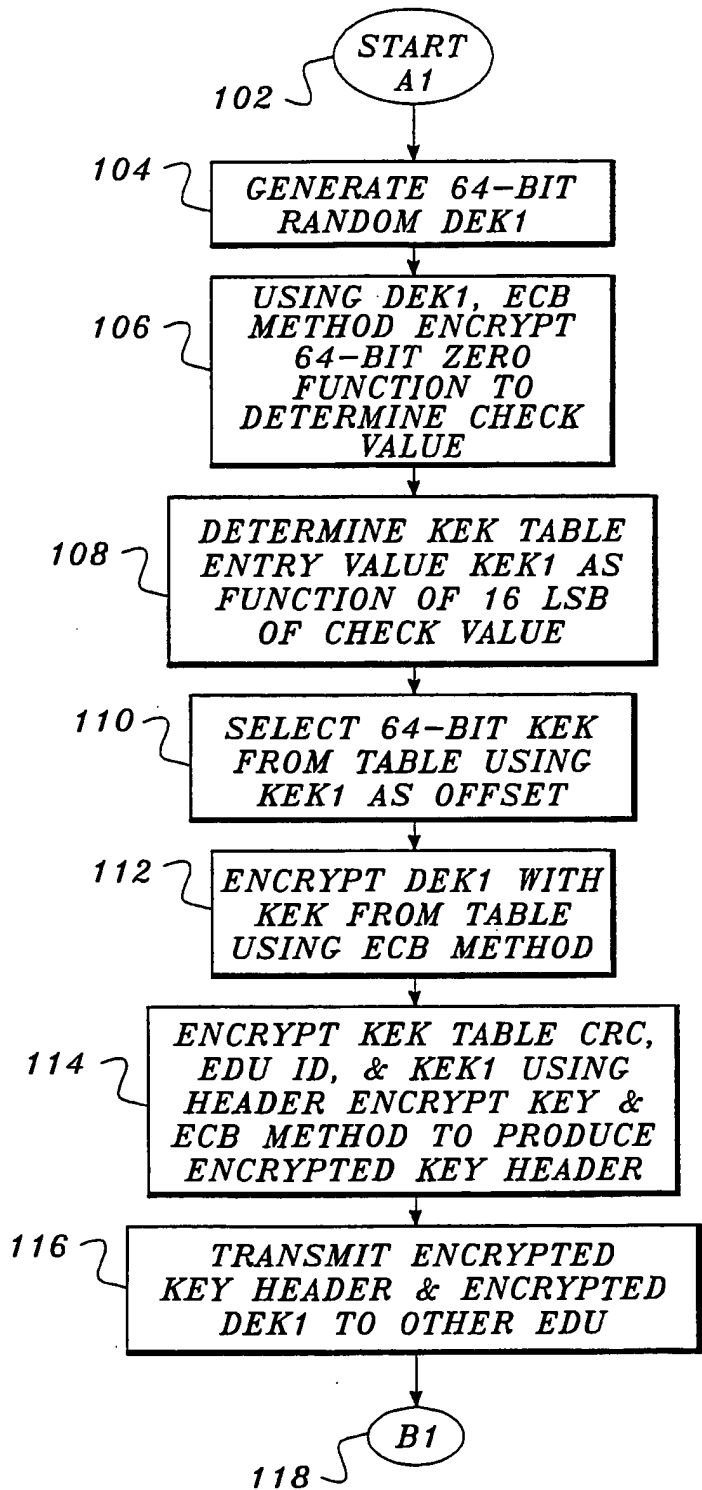 START
A1
102
104
GENERATE 64-BIT
RANDOM DEK1
106
USING DEK1, ECB
METHOD ENCRYPT
64-BIT ZERO
FUNCTION TO
DETERMINE CHECK
VALUE
108
DETERMINE KEK TABLE
ENTRY VALUE KEK1 AS
FUNCTION OF 16 LSB
OF CHECK VALUE
110
SELECT 64-BIT KEK
FROM TABLE USING
KEK1 AS OFFSET
112
ENCRYPT DEK1 WITH
KEK FROM TABLE
USING ECB METHOD
114
ENCRYPT KEK TABLE CRC,
EDU ID, & KEK1 USING
HEADER ENCRYPT KEY &
ECB METHOD TO PRODUCE
ENCRYPTED KEY HEADER
116
TRANSMIT ENCRYPTED
KEY HEADER & ENCRYPTED
DEK1 TO OTHER EDU
B1
118